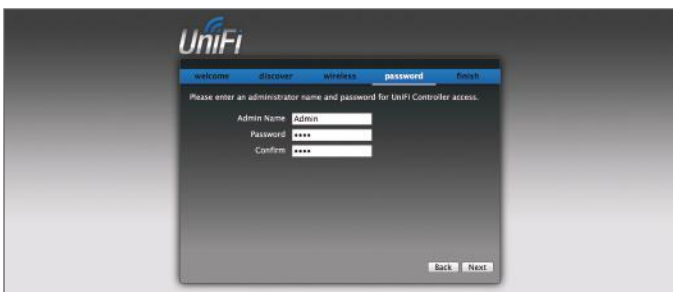 UniFi
welcome discover wireless password finish
Please enter an administrator name and password for UniFi Controller access.
Admin Name Admin
Password ••••
Confirm ••••
Back Next